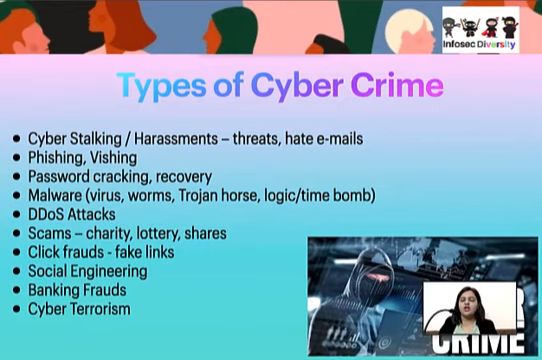 Infosec Diversity
Types of Cyber Crime
Cyber Stalking / Harassments – threats, hate e-mails
Phishing, Vishing
Password cracking, recovery
Malware (virus, worms, Trojan horse, logic/time bomb)
DDoS Attacks
Scams – charity, lottery, shares
Click frauds - fake links
Social Engineering
Banking Frauds
Cyber Terrorism
CRIME